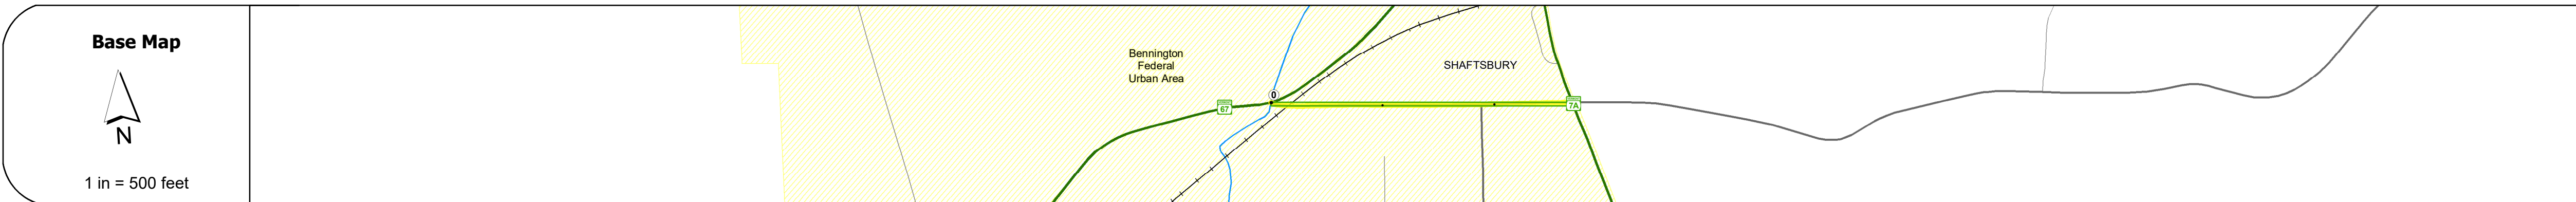 Base Map
N
1 in = 500 feet
Bennington
Federal
Urban Area
SHAFTSBURY
0
67
7A